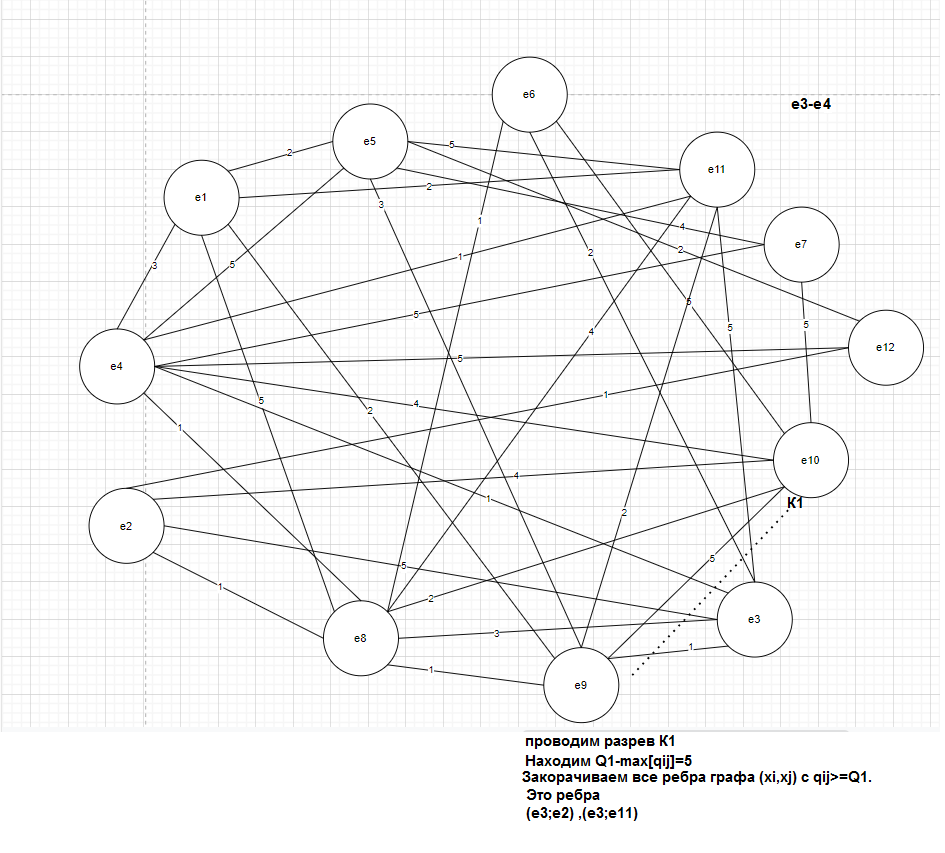 e6
e3-e4
e5
2
5
e11
e1
2
3
4
1
e7
2
2
1
3
5
5
5
5
5
4
e12
5
e4
1
5
4
2
1
e10
4
1
K1
2
e2
5
5
1
2
e3
3
e8
1
1
e9
проводим разрев К1
Находим Q1-max[qij]=5
Закорачиваем все ребра графа (xi,xj) с qij>=Q1.
Это ребра
(e3;e2) ,(e3;e11)